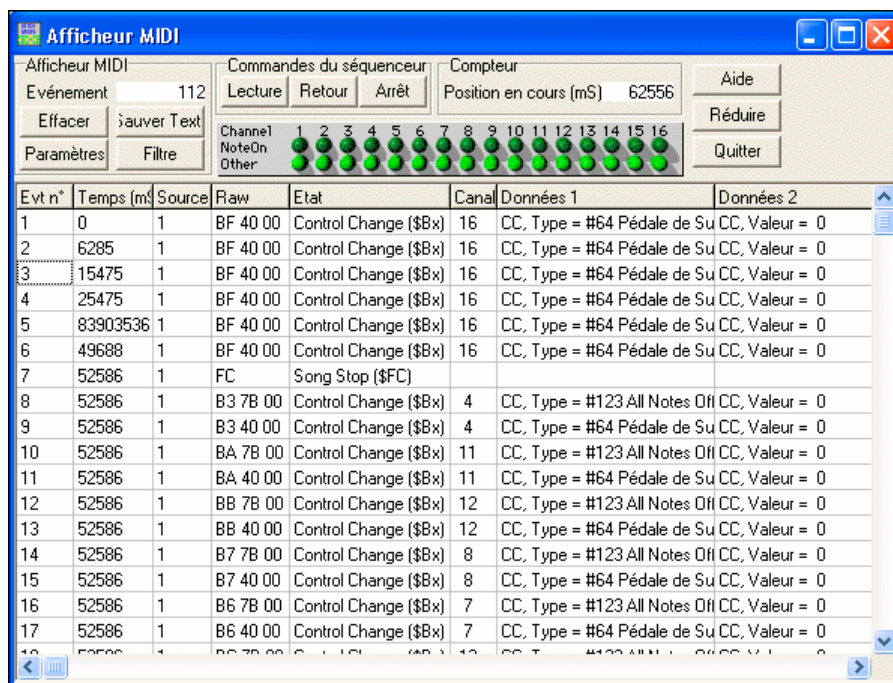 Afficheur MIDI
Afficheur MIDI
Evénement 112
Effacer Sauver Text
Paramètres Filtre
Commandes du séquenceur
Lecture Retour Arrêt
Compteur
Position en cours (mS) 62556
Aide
Réduire
Quitter
Channel 1 2 3 4 5 6 7 8 9 10 11 12 13 14 15 16
NoteOn
Other
Evt n° Temps (mS Source Raw Etat Canal Données 1 Données 2
1 0 1 BF 40 00 Control Change ($Bx) 16 CC, Type = #64 Pédale de Su CC, Valeur = 0
2 6285 1 BF 40 00 Control Change ($Bx) 16 CC, Type = #64 Pédale de Su CC, Valeur = 0
3 15475 1 BF 40 00 Control Change ($Bx) 16 CC, Type = #64 Pédale de Su CC, Valeur = 0
4 25475 1 BF 40 00 Control Change ($Bx) 16 CC, Type = #64 Pédale de Su CC, Valeur = 0
5 83903536 1 BF 40 00 Control Change ($Bx) 16 CC, Type = #64 Pédale de Su CC, Valeur = 0
6 49688 1 BF 40 00 Control Change ($Bx) 16 CC, Type = #64 Pédale de Su CC, Valeur = 0
7 52586 1 FC Song Stop ($FC)
8 52586 1 B3 7B 00 Control Change ($Bx) 4 CC, Type = #123 All Notes Off CC, Valeur = 0
9 52586 1 B3 40 00 Control Change ($Bx) 4 CC, Type = #64 Pédale de Su CC, Valeur = 0
10 52586 1 BA 7B 00 Control Change ($Bx) 11 CC, Type = #123 All Notes Off CC, Valeur = 0
11 52586 1 BA 40 00 Control Change ($Bx) 11 CC, Type = #64 Pédale de Su CC, Valeur = 0
12 52586 1 BB 7B 00 Control Change ($Bx) 12 CC, Type = #123 All Notes Off CC, Valeur = 0
13 52586 1 BB 40 00 Control Change ($Bx) 12 CC, Type = #64 Pédale de Su CC, Valeur = 0
14 52586 1 B7 7B 00 Control Change ($Bx) 8 CC, Type = #123 All Notes Off CC, Valeur = 0
15 52586 1 B7 40 00 Control Change ($Bx) 8 CC, Type = #64 Pédale de Su CC, Valeur = 0
16 52586 1 B6 7B 00 Control Change ($Bx) 7 CC, Type = #123 All Notes Off CC, Valeur = 0
17 52586 1 B6 40 00 Control Change ($Bx) 7 CC, Type = #64 Pédale de Su CC, Valeur = 0